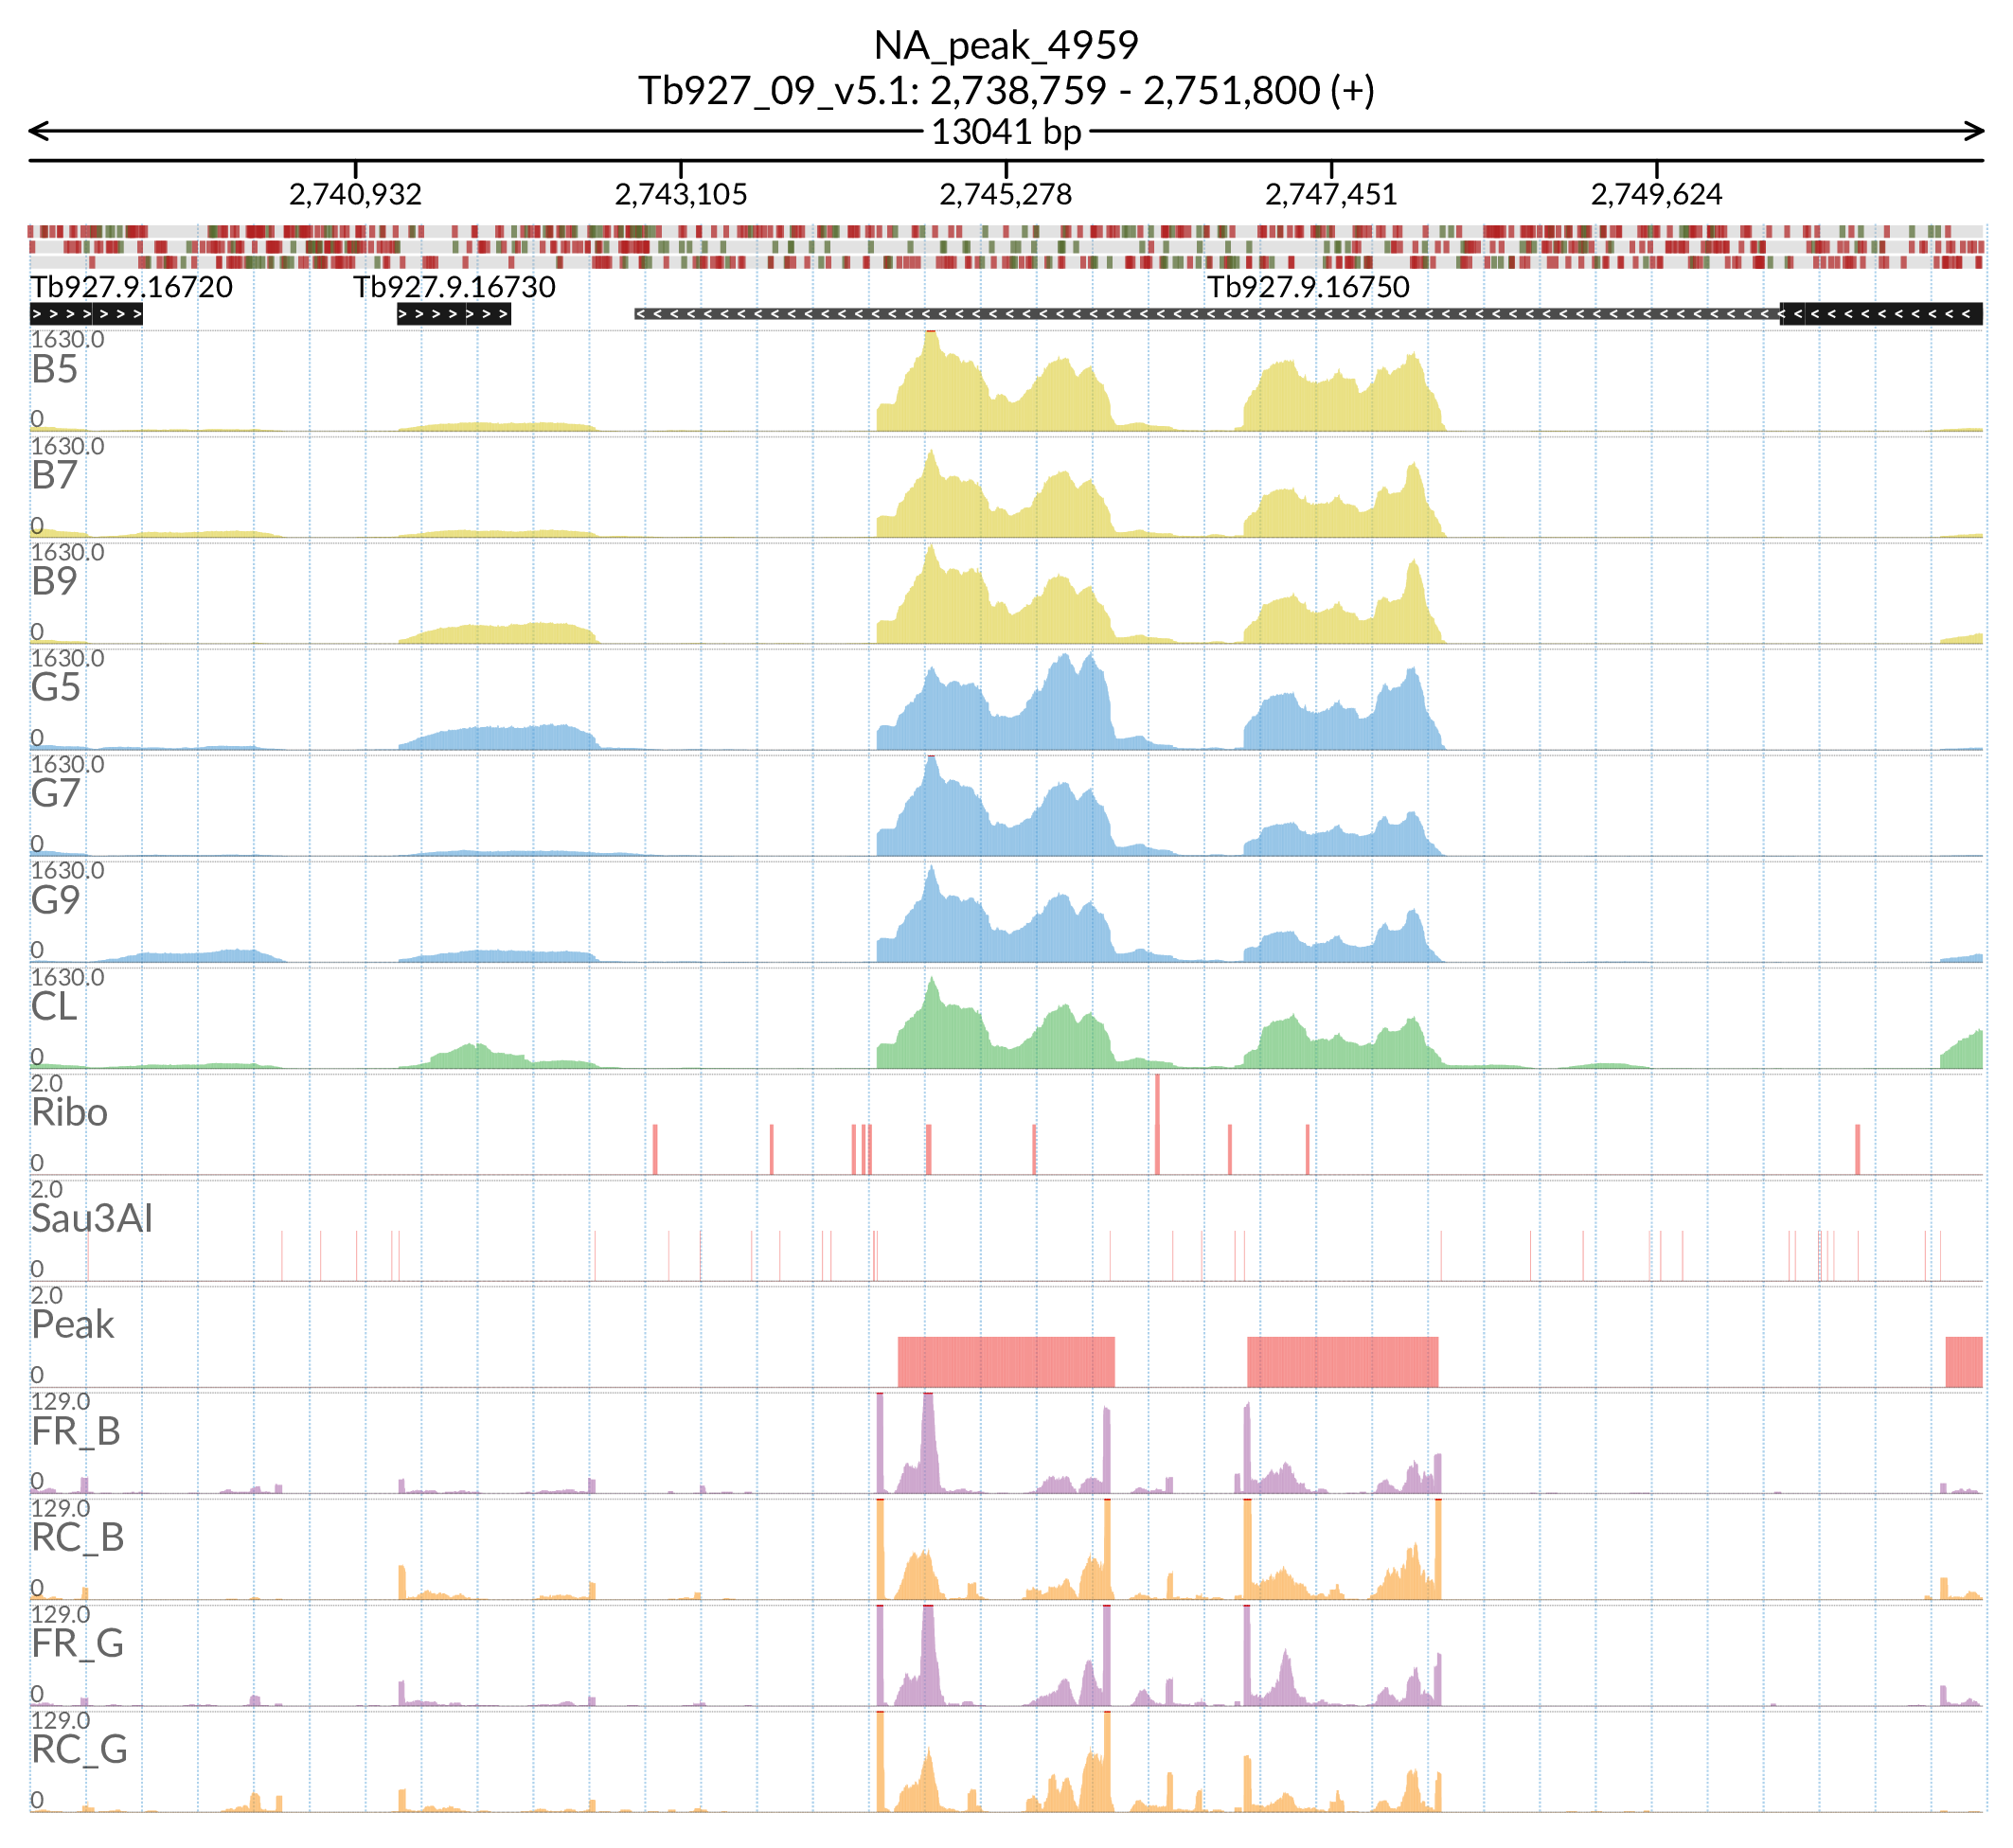 NA_peak_4959
Tb927_09_v5.1: 2,738,759 - 2,751,800 (+)
13041 bp
2,740,932 2,743,105 2,745,278 2,747,451 2,749,624
Tb927.9.16720 Tb927.9.16730 Tb927.9.16750
1630.0
B5
0
1630.0
B7
0
1630.0
B9
0
1630.0
G5
0
1630.0
G7
0
1630.0
G9
0
1630.0
CL
0
2.0
Ribo
0
2.0
Sau3AI
0
2.0
Peak
0
129.0
FR_B
0
129.0
RC_B
0
129.0
FR_G
0
129.0
RC_G
0